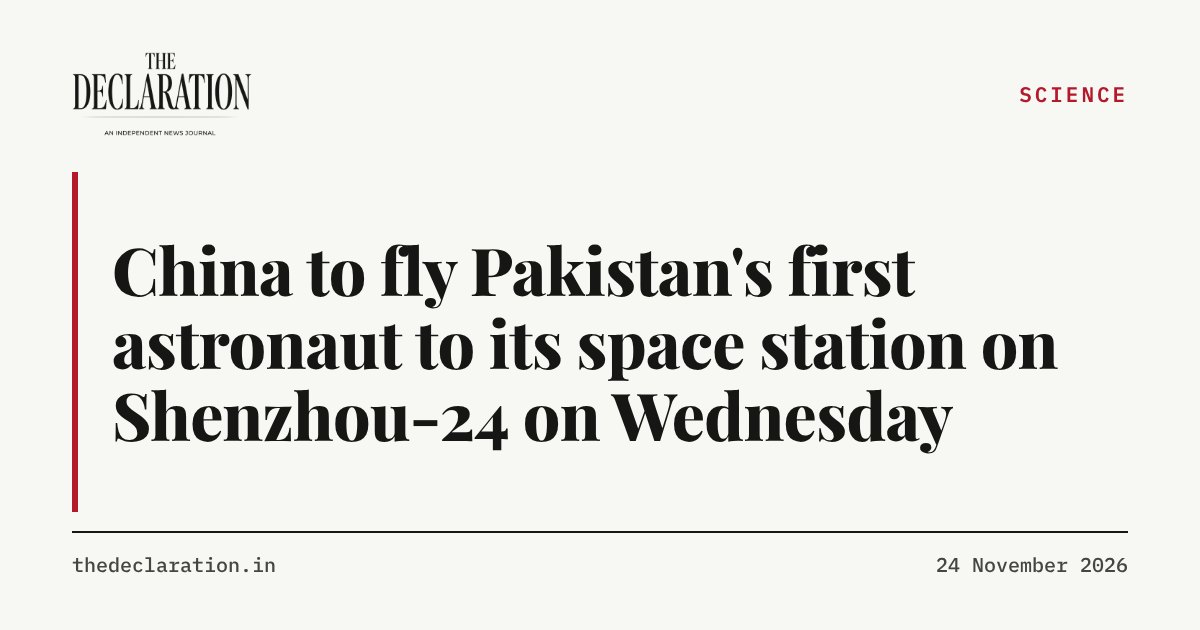 THE
DECLARATION
AN INDEPENDENT NEWS JOURNAL
SCIENCE
China to fly Pakistan's first
astronaut to its space station on
Shenzhou-24 on Wednesday
thedeclaration.in
24 November 2026